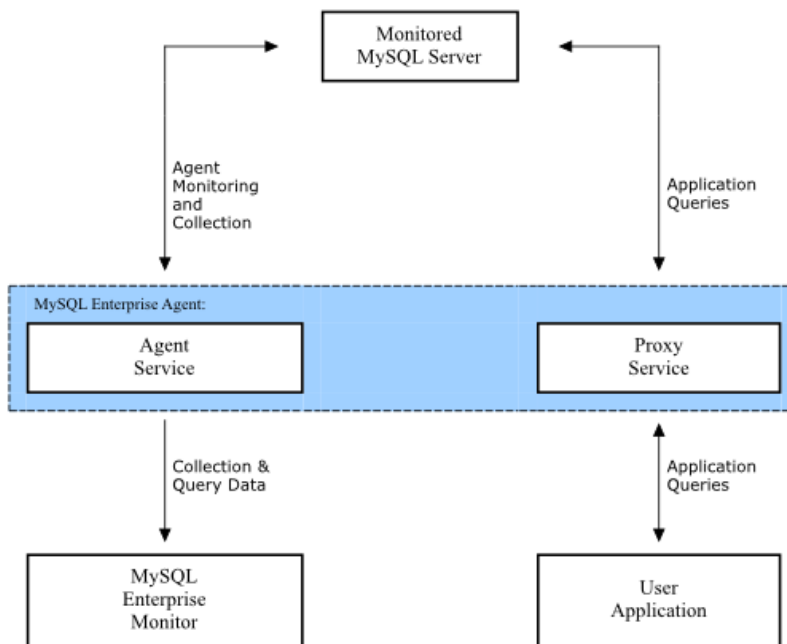 Monitored
MySQL Server
Agent
Monitoring
and
Collection
Application
Queries
MySQL Enterprise Agent:
Agent
Service
Proxy
Service
Collection &
Query Data
Application
Queries
MySQL
Enterprise
Monitor
User
Application